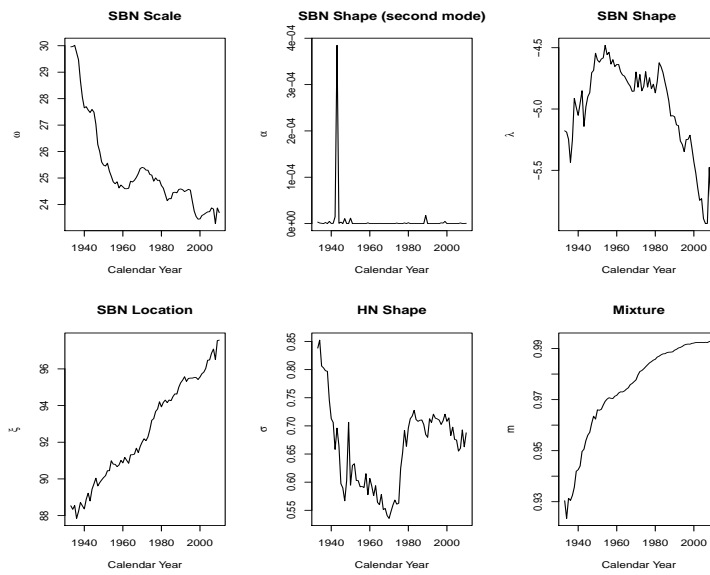 SBN Scale
ω
30
29
28
27
26
25
24
1940 1960 1980 2000
Calendar Year
SBN Shape (second mode)
α
4e−04
3e−04
2e−04
1e−04
0e+00
1940 1960 1980 2000
Calendar Year
SBN Shape
λ
−4.5
−5.0
−5.5
1940 1960 1980 2000
Calendar Year
SBN Location
ξ
96
94
92
90
88
1940 1960 1980 2000
Calendar Year
HN Shape
σ
0.85
0.80
0.75
0.70
0.65
0.60
0.55
1940 1960 1980 2000
Calendar Year
Mixture
m
0.99
0.97
0.95
0.93
1940 1960 1980 2000
Calendar Year